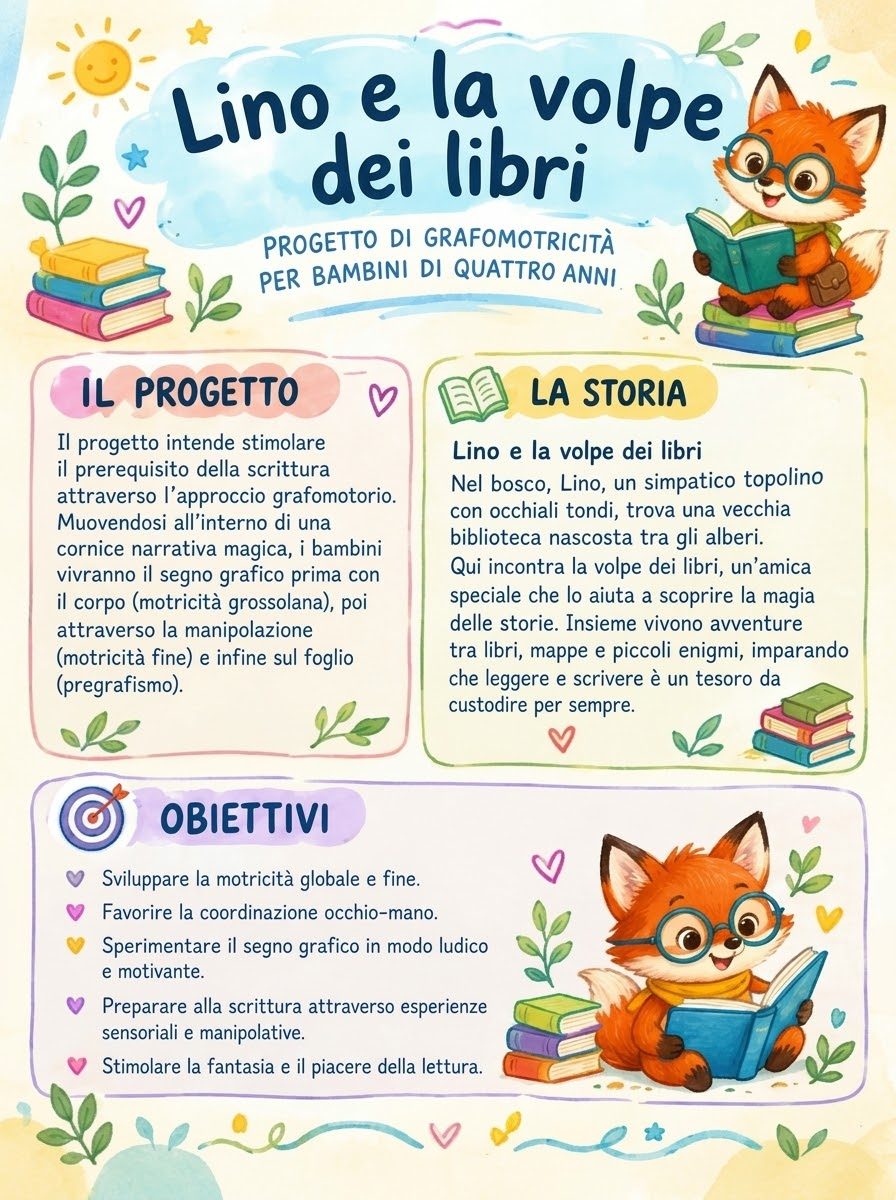 Lino e la volpe
dei libri
PROGETTO DI GRAFOMOTRICITÀ
PER BAMBINI DI QUATTRO ANNI
IL PROGETTO
Il progetto intende stimolare
il prerequisito della scrittura
attraverso l'approccio grafomotorio.
Muovendosi all'interno di una
cornice narrativa magica, i bambini
vivranno il segno grafico prima con
il corpo (motricità grossolana), poi
attraverso la manipolazione
(motricità fine) e infine sul foglio
(pregrafismo).
LA STORIA
Lino e la volpe dei libri
Nel bosco, Lino, un simpatico topolino
con occhiali tondi, trova una vecchia
biblioteca nascosta tra gli alberi.
Qui incontra la volpe dei libri, un'amica
speciale che lo aiuta a scoprire la magia
delle storie. Insieme vivono avventure
tra libri, mappe e piccoli enigmi, imparando
che leggere e scrivere è un tesoro da
custodire per sempre.
OBIETTIVI
Sviluppare la motricità globale e fine.
Favorire la coordinazione occhio-mano.
Sperimentare il segno grafico in modo ludico
e motivante.
Preparare alla scrittura attraverso esperienze
sensoriali e manipolative.
Stimolare la fantasia e il piacere della lettura.